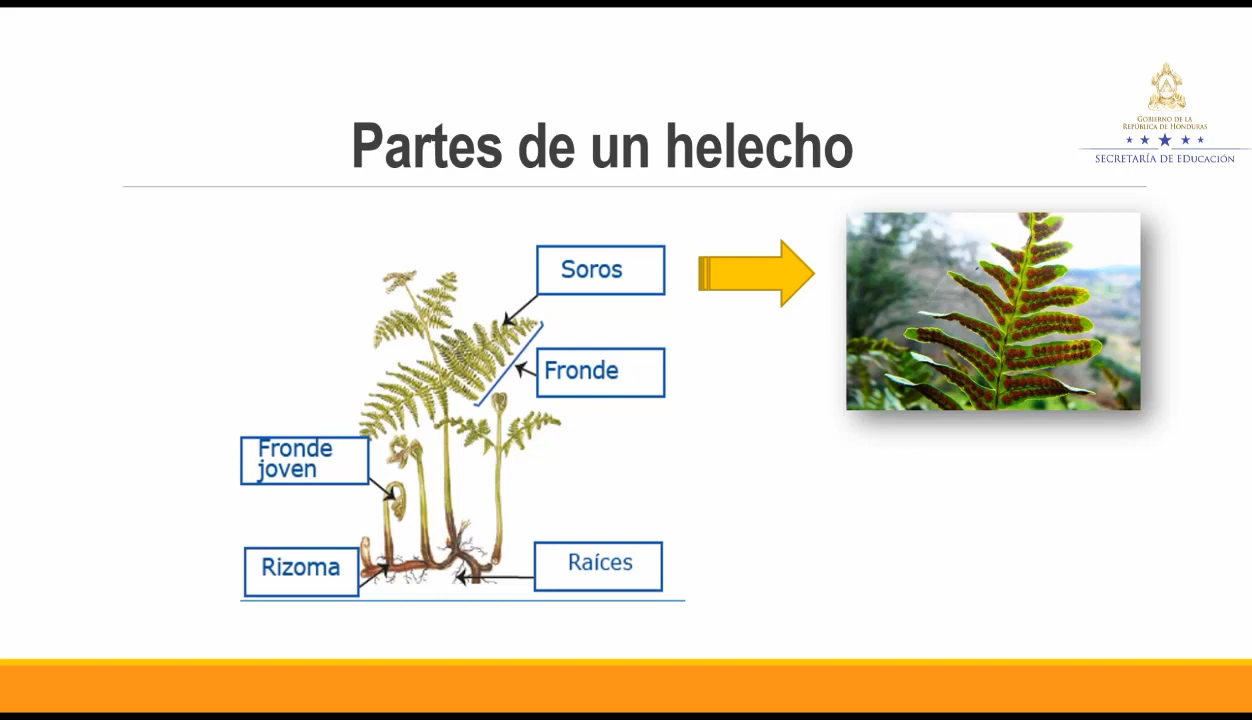 Partes de un helecho
GOBIERNO DE LA
REPÚBLICA DE HONDURAS
SECRETARÍA DE EDUCACIÓN
Soros
Fronde
Fronde
joven
Rizoma
Raíces